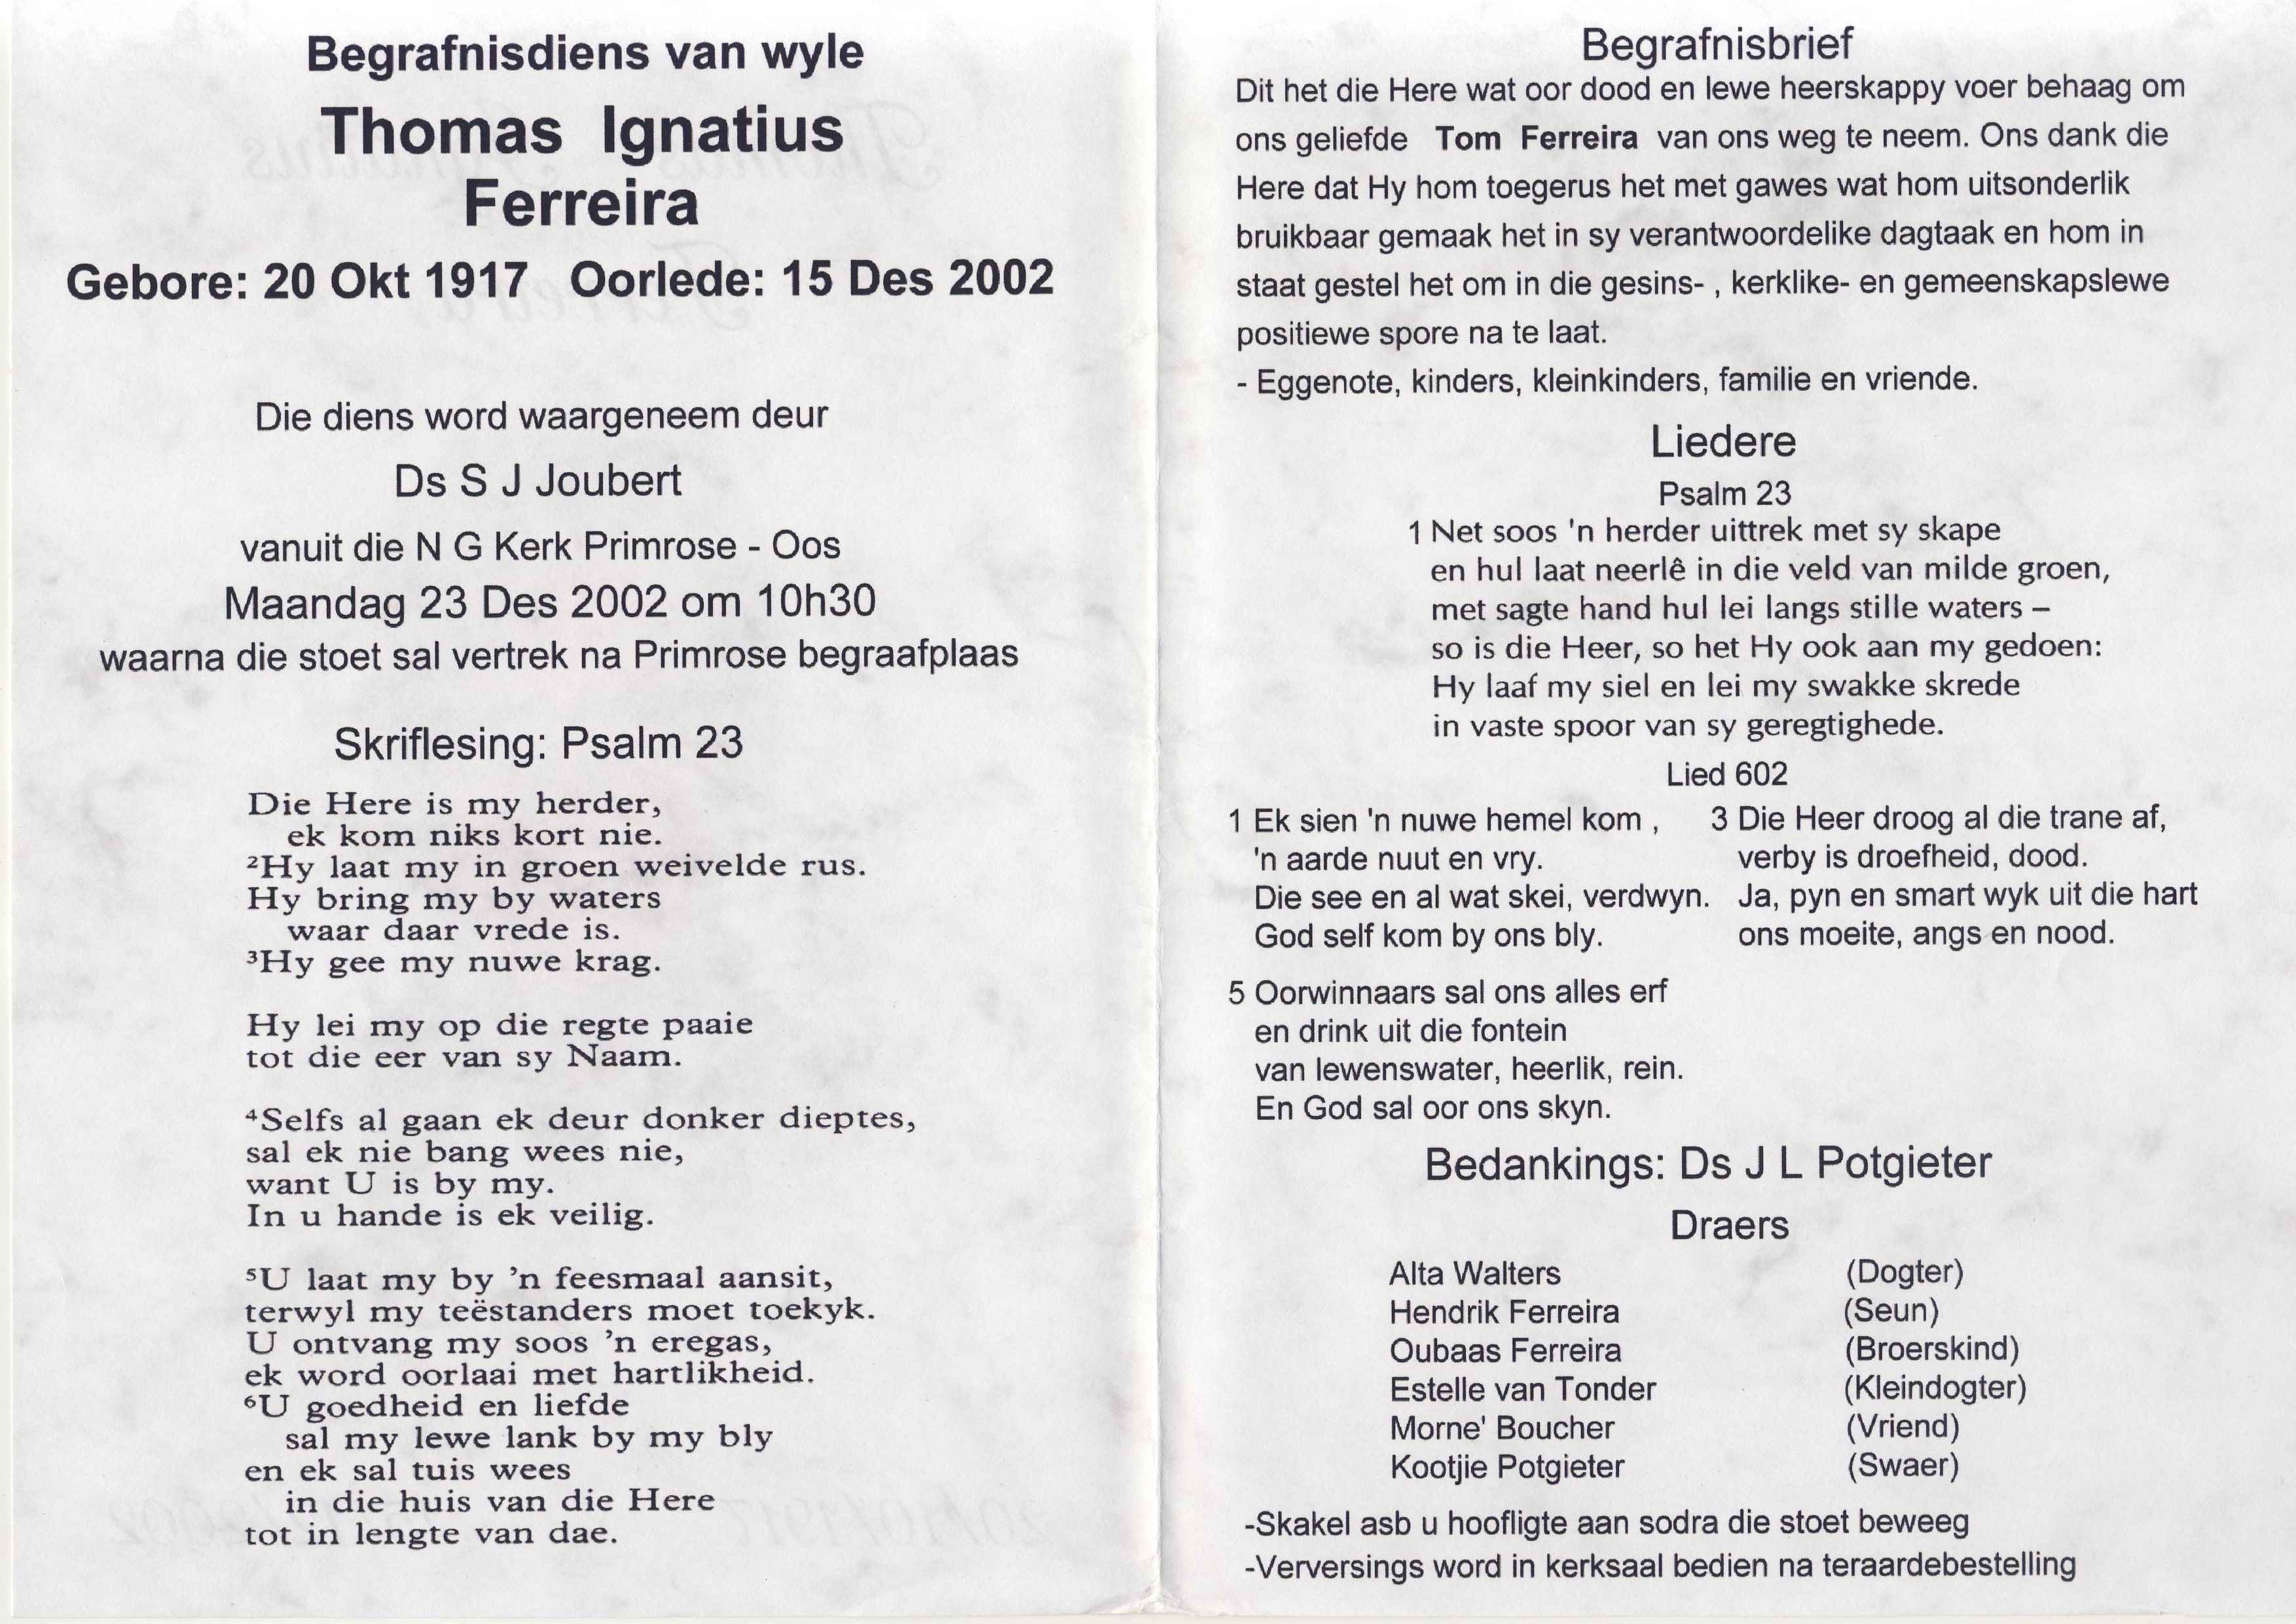 Begrafnisdiens van wyle
Thomas Ignatius
Ferreira
Gebore: 20 Okt 1917 Oorlede: 15 Des 2002
Die diens word waargeneem deur
Ds S J Joubert
vanuit die N G Kerk Primrose - Oos
Maandag 23 Des 2002 om 10h30
waarna die stoet sal vertrek na Primrose begraafplaas
Skriflesing: Psalm 23
Die Here is my herder,
ek kom niks kort nie.
²Hy laat my in groen weivelde rus.
Hy bring my by waters
waar daar vrede is.
³Hy gee my nuwe krag.
Hy lei my op die regte paaie
tot die eer van sy Naam.
⁴Selfs al gaan ek deur donker dieptes,
sal ek nie bang wees nie,
want U is by my.
In u hande is ek veilig.
⁵U laat my by 'n feesmaal aansit,
terwyl my teëstanders moet toekyk.
U ontvang my soos 'n eregas,
ek word oorlaai met hartlikheid.
⁶U goedheid en liefde
sal my lewe lank by my bly
en ek sal tuis wees
in die huis van die Here
tot in lengte van dae.
Begrafnisbrief
Dit het die Here wat oor dood en lewe heerskappy voer behaag om
ons geliefde Tom Ferreira van ons weg te neem. Ons dank die
Here dat Hy hom toegerus het met gawes wat hom uitsonderlik
bruikbaar gemaak het in sy verantwoordelike dagtaak en hom in
staat gestel het om in die gesins- , kerklike- en gemeenskapslewe
positiewe spore na te laat.
- Eggenote, kinders, kleinkinders, familie en vriende.
Liedere
Psalm 23
1 Net soos 'n herder uittrek met sy skape
en hul laat neerlê in die veld van milde groen,
met sagte hand hul lei langs stille waters –
so is die Heer, so het Hy ook aan my gedoen:
Hy laaf my siel en lei my swakke skrede
in vaste spoor van sy geregtighede.
Lied 602
1 Ek sien 'n nuwe hemel kom ,
'n aarde nuut en vry.
Die see en al wat skei, verdwyn.
God self kom by ons bly.
3 Die Heer droog al die trane af,
verby is droefheid, dood.
Ja, pyn en smart wyk uit die hart
ons moeite, angs en nood.
5 Oorwinnaars sal ons alles erf
en drink uit die fontein
van lewenswater, heerlik, rein.
En God sal oor ons skyn.
Bedankings: Ds J L Potgieter
Draers
Alta Walters (Dogter)
Hendrik Ferreira (Seun)
Oubaas Ferreira (Broerskind)
Estelle van Tonder (Kleindogter)
Morne' Boucher (Vriend)
Kootjie Potgieter (Swaer)
-Skakel asb u hoofligte aan sodra die stoet beweeg
-Verversings word in kerksaal bedien na teraardebestelling